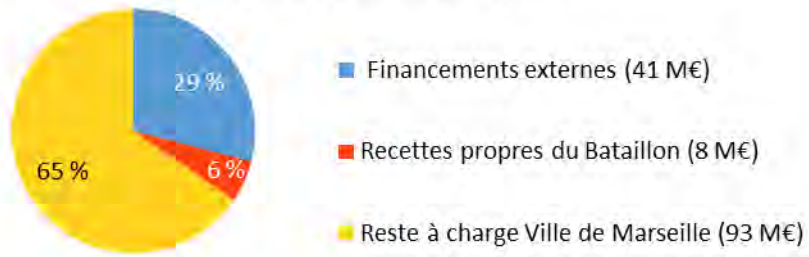 29 %
Financements externes (41 M€)
6 %
Recettes propres du Bataillon (8 M€)
65 %
Reste à charge Ville de Marseille (93 M€)